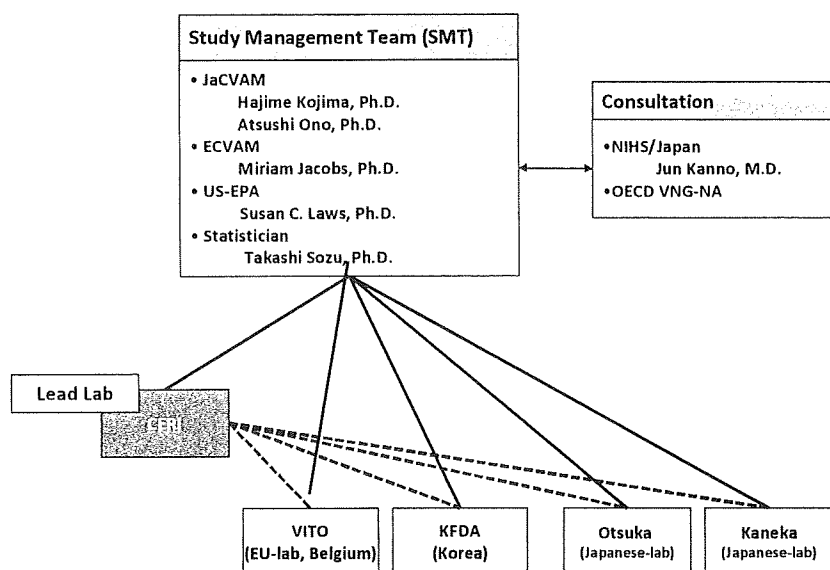 Study Management Team (SMT)
• JaCVAM
Hajime Kojima, Ph.D.
Atsushi Ono, Ph.D.
• ECVAM
Miriam Jacobs, Ph.D.
• US-EPA
Susan C. Laws, Ph.D.
• Statistician
Takashi Sozu, Ph.D.
Consultation
•NIHS/Japan
Jun Kanno, M.D.
•OECD VNG-NA
Lead Lab
CERI
VITO
(EU-lab, Belgium)
KFDA
(Korea)
Otsuka
(Japanese-lab)
Kaneka
(Japanese-lab)